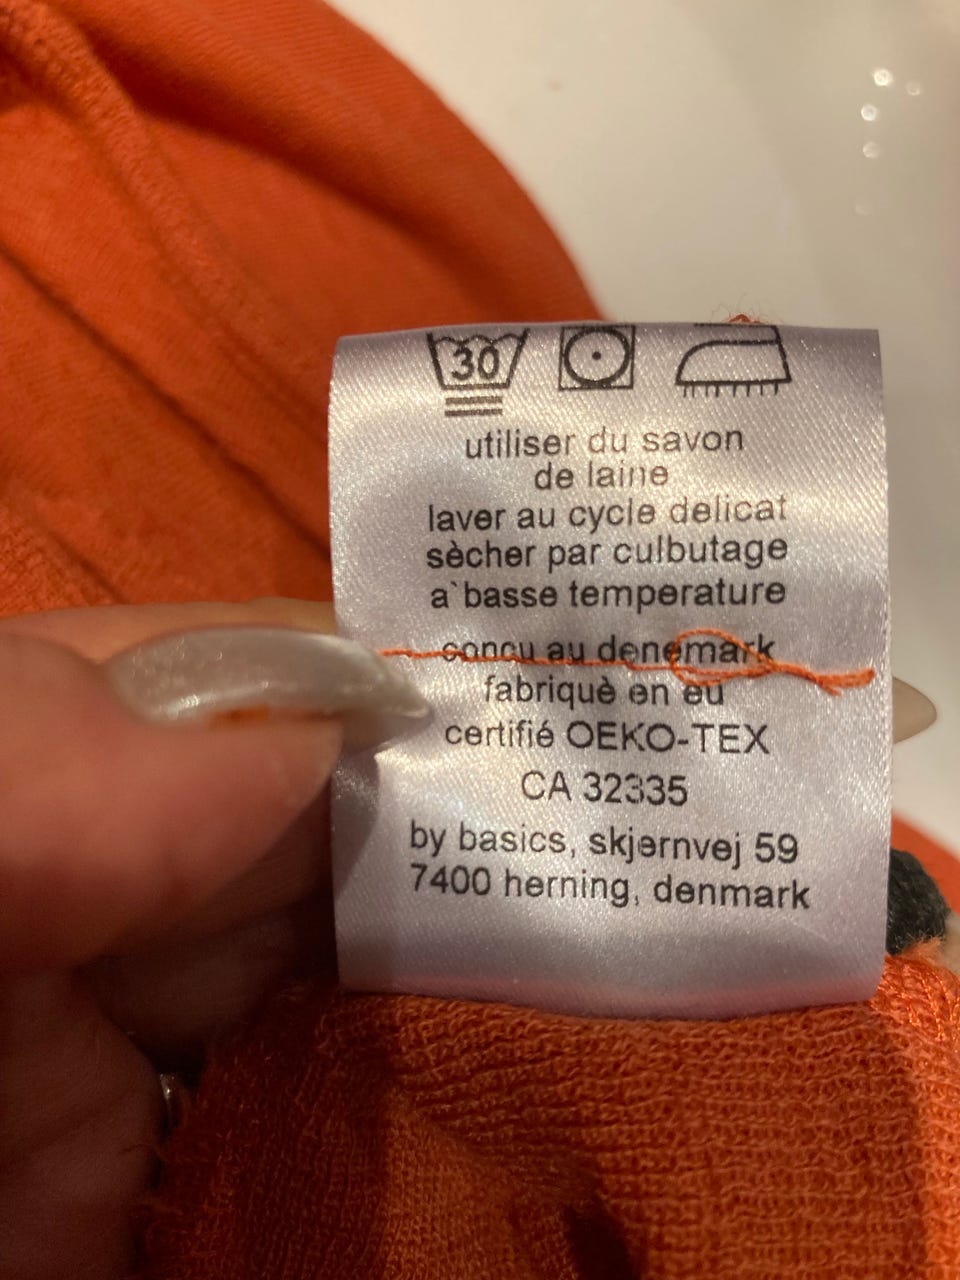 30
utiliser du savon
de laine
laver au cycle delicat
sècher par culbutage
a`basse temperature
conçu au denemark
fabriquè en eu
certifié OEKO-TEX
CA 32335
by basics, skjernvej 59
7400 herning, denmark